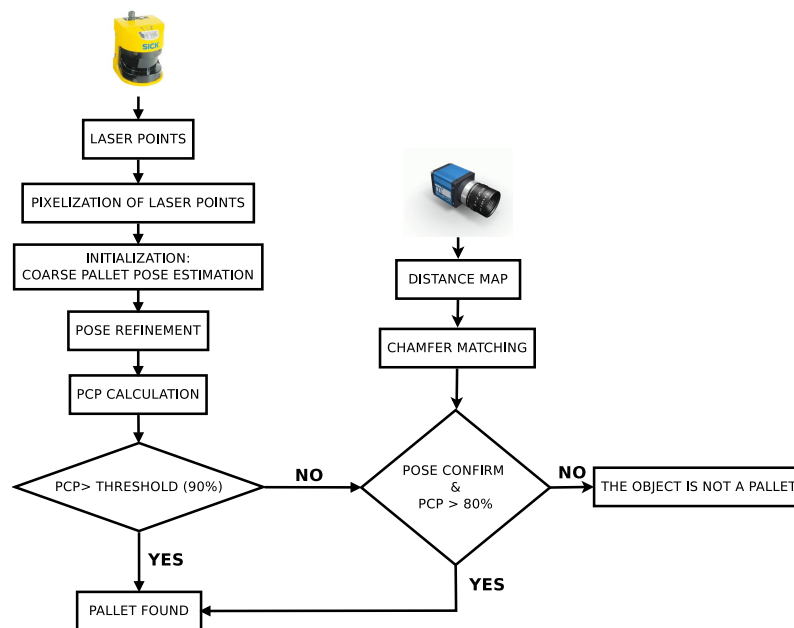 SICK
LASER POINTS
PIXELIZATION OF LASER POINTS
INITIALIZATION:
COARSE PALLET POSE ESTIMATION
POSE REFINEMENT
PCP CALCULATION
PCP> THRESHOLD (90%)
NO
YES
PALLET FOUND
DISTANCE MAP
CHAMFER MATCHING
POSE CONFIRM
&
PCP > 80%
NO
YES
THE OBJECT IS NOT A PALLET